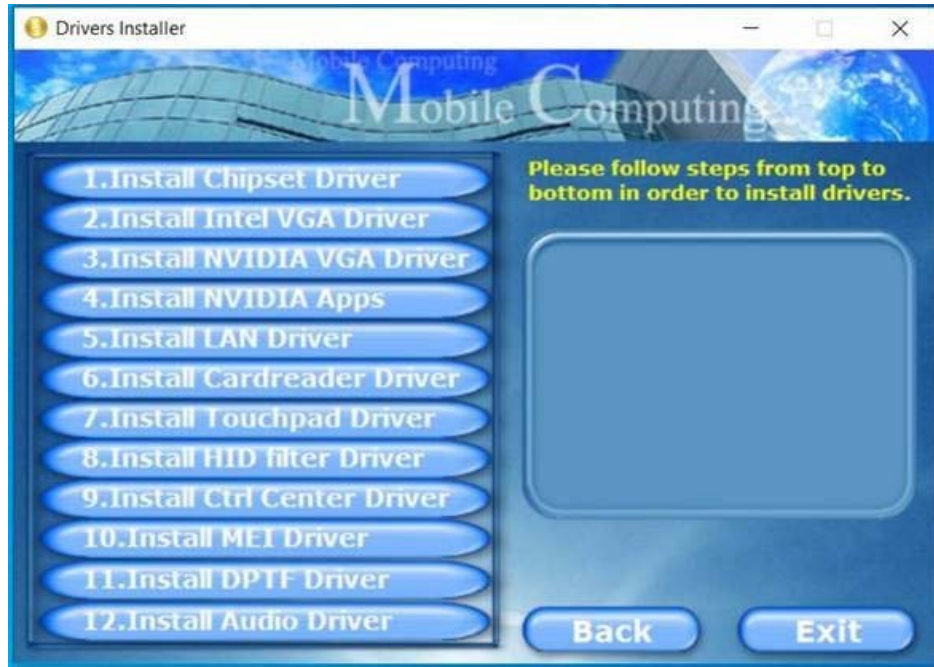 Drivers Installer
Mobile Computing
Mobile Computing
1.Install Chipset Driver
2.Install Intel VGA Driver
3.Install NVIDIA VGA Driver
4.Install NVIDIA Apps
5.Install LAN Driver
6.Install Cardreader Driver
7.Install Touchpad Driver
8.Install HID filter Driver
9.Install Ctrl Center Driver
10.Install MEI Driver
11.Install DPTF Driver
12.Install Audio Driver
Please follow steps from top to
bottom in order to install drivers.
Back
Exit